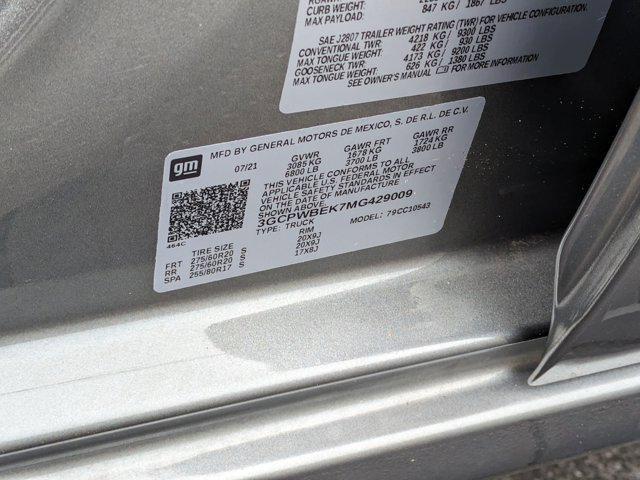 CURB WEIGHT:
MAX PAYLOAD: 847 KG / 1867 LBS
SAE J2807 TRAILER WEIGHT RATING (TWR) FOR VEHICLE CONFIGURATION.
CONVENTIONAL TWR: 4218 KG / 9300 LBS
MAX TONGUE WEIGHT: 422 KG / 930 LBS
GOOSENECK TWR: 4173 KG / 9200 LBS
MAX TONGUE WEIGHT: 626 KG / 1380 LBS
SEE OWNER'S MANUAL FOR MORE INFORMATION
gm
MFD BY GENERAL MOTORS DE MEXICO, S. DE R.L. DE C.V.
07/21 GVWR GAWR FRT GAWR RR
3085 KG 1678 KG 1724 KG
6800 LB 3700 LB 3800 LB
THIS VEHICLE CONFORMS TO ALL
APPLICABLE U.S. FEDERAL MOTOR
VEHICLE SAFETY STANDARDS IN EFFECT
ON THE DATE OF MANUFACTURE
SHOWN ABOVE.
3GCPWBEK7MG429009
TYPE: TRUCK MODEL: 79CC10543
464C
TIRE SIZE RIM
FRT 275/60R20 S 20X9J
RR 275/60R20 S 20X9J
SPA 255/80R17 S 17X8J